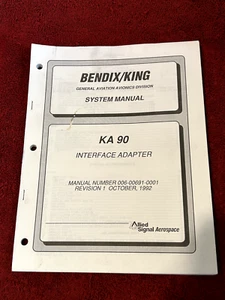 BENDIX/KING
GENERAL AVIATION AVIONICS DIVISION
SYSTEM MANUAL
KA 90
INTERFACE ADAPTER
MANUAL NUMBER 006-00691-0001
REVISION 1 OCTOBER, 1992
Allied
Signal Aerospace